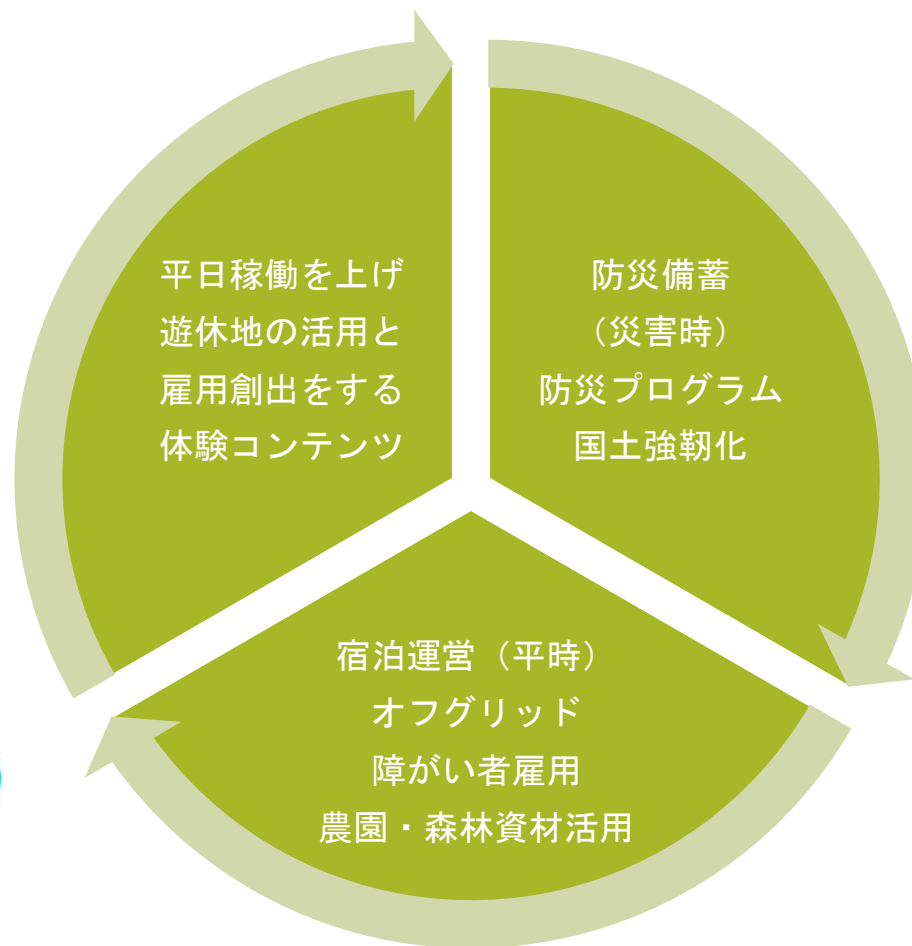 平日稼働を上げ
遊休地の活用と
雇用創出をする
体験コンテンツ
防災備蓄
（災害時）
防災プログラム
国土強靭化
宿泊運営（平時）
オフグリッド
障がい者雇用
農園・森林資材活用